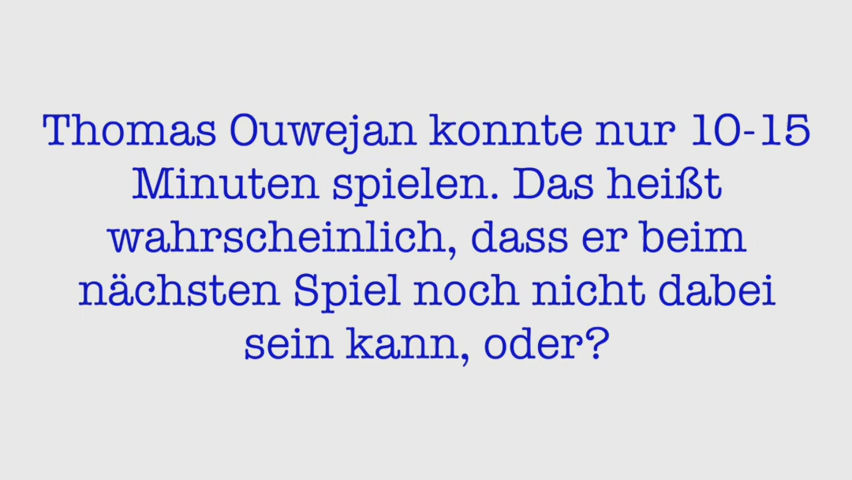 Thomas Ouwejan konnte nur 10-15
Minuten spielen. Das heißt
wahrscheinlich, dass er beim
nächsten Spiel noch nicht dabei
sein kann, oder?